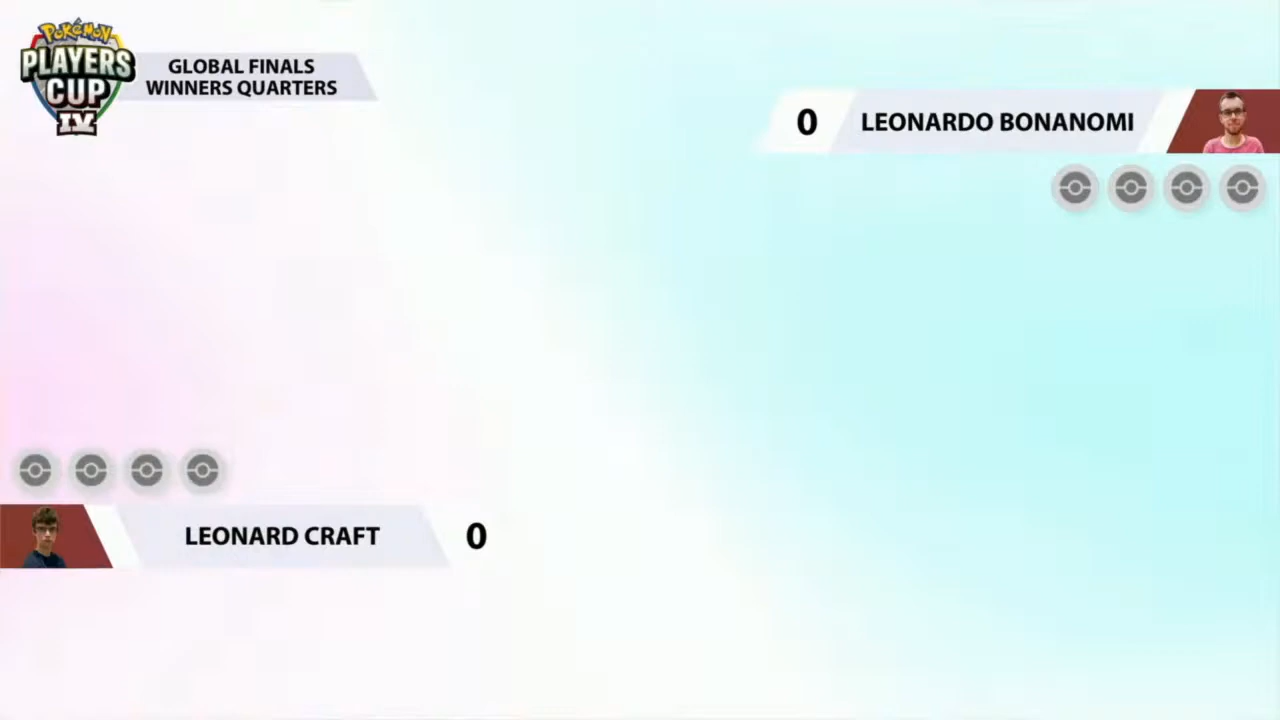 Pokémon
PLAYERS
CUP
IV
GLOBAL FINALS
WINNERS QUARTERS
0 LEONARDO BONANOMI
LEONARD CRAFT 0